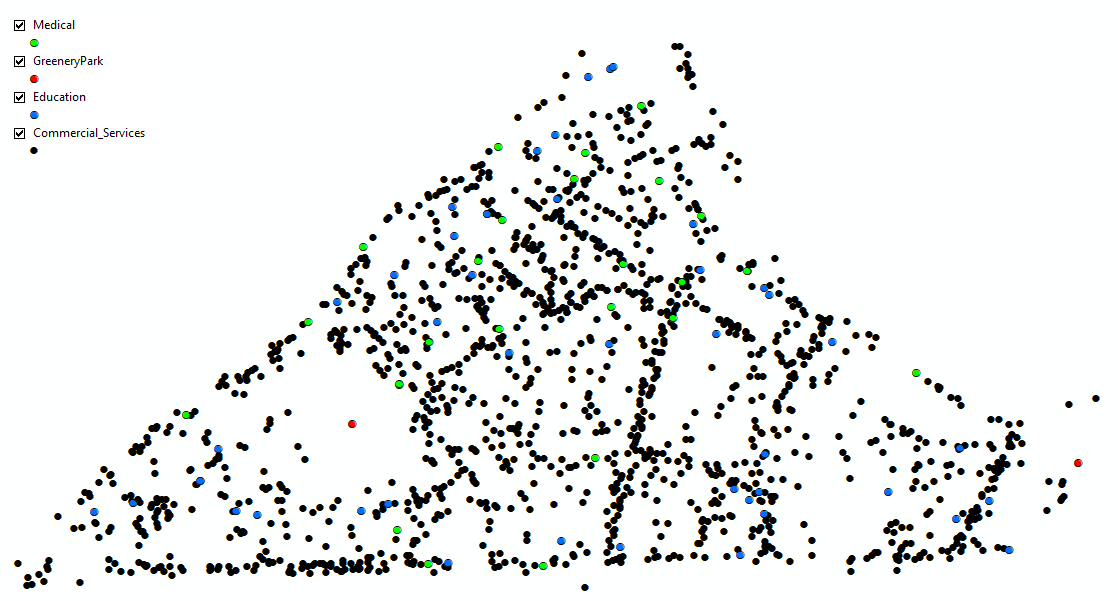 Medical
GreeneryPark
Education
Commercial_Services